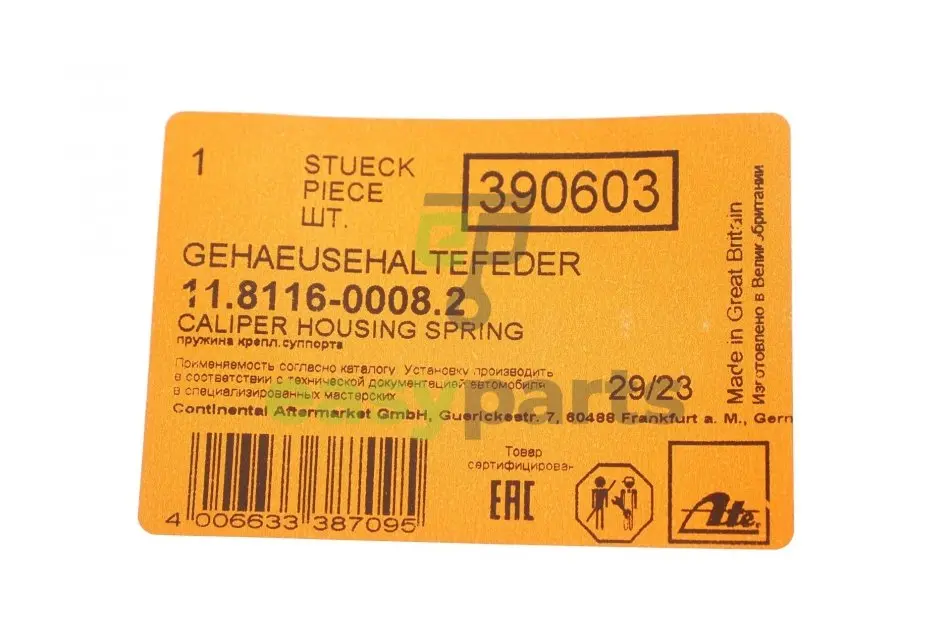 1
STUECK
PIECE
ШТ.
390603
GEHAEUSEHALTEFEDER
11.8116-0008.2
CALIPER HOUSING SPRING
пружина крепл.суппорта
Применяемость согласно каталогу Установку производить
в соответствии с технической документацией автомобиля
в специализированных мастерских
29/23
Continental Aftermarket GmbH, Guerickestr. 7, 60488 Frankfurt a. M., Gern
Made in Great Britain
Изготовлено в Великобритании
easyparts
4 006633 387095
Товар
сертифицирован
EAC
Ate